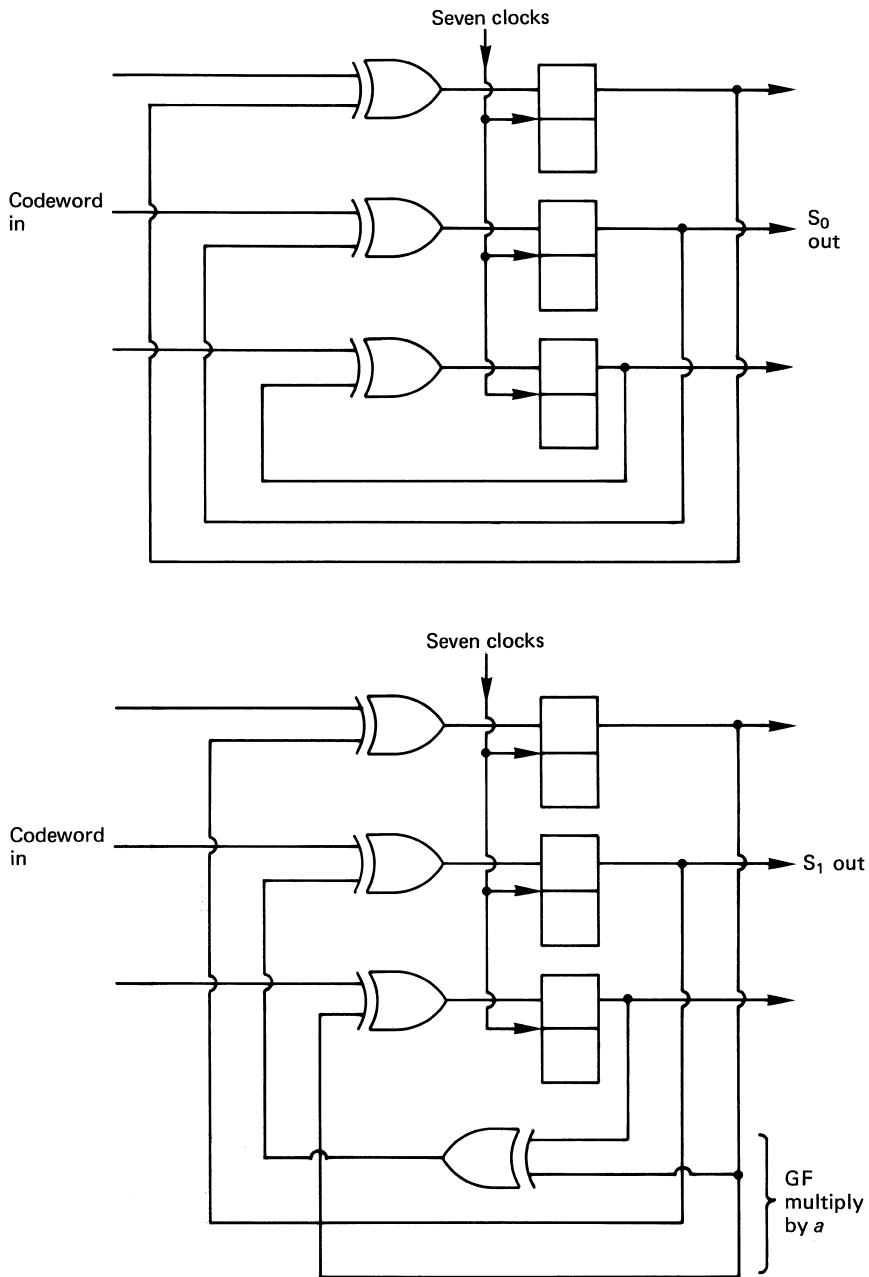 Seven clocks
Codeword
in
S₀
out
Seven clocks
Codeword
in
S₁ out
GF
multiply
by a